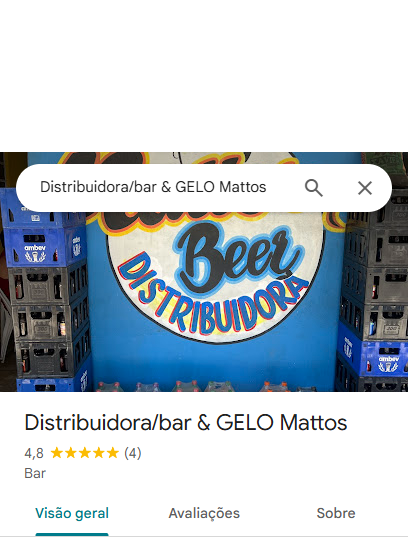 Distribuidora/bar & GELO Mattos
Beer
DISTRIBUIDORA
ambev
ambev
Distribuidora/bar & GELO Mattos
4,8 (4)
Bar
Visão geral Avaliações Sobre